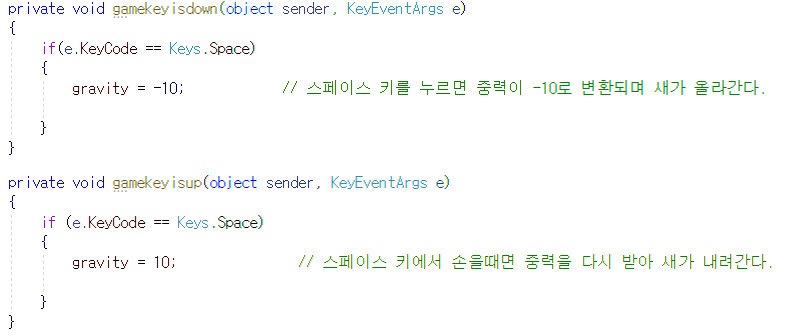 private void gamekeyisdown(object sender, KeyEventArgs e)
{
if(e.KeyCode == Keys.Space)
{
gravity = -10; // 스페이스 키를 누르면 중력이 -10로 변환되며 새가 올라간다.
}
}
private void gamekeyisup(object sender, KeyEventArgs e)
{
if (e.KeyCode == Keys.Space)
{
gravity = 10; // 스페이스 키에서 손을때면 중력을 다시 받아 새가 내려간다.
}
}